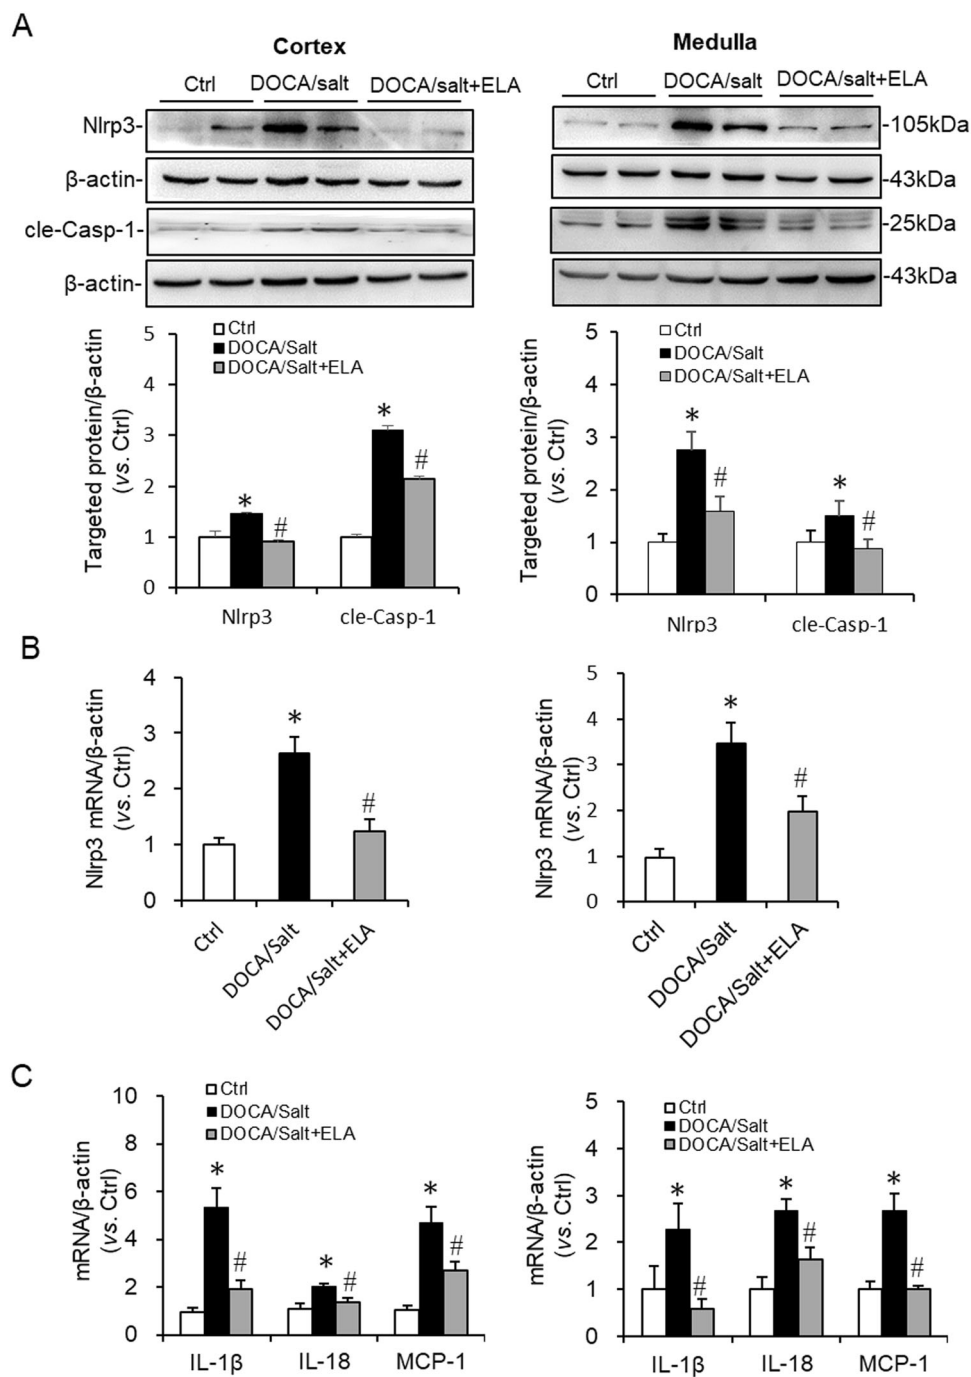 A
Cortex
Medulla
Ctrl
DOCA/salt
DOCA/salt+ELA
Ctrl
DOCA/salt
DOCA/salt+ELA
Nlrp3-
-105kDa
β-actin-
-43kDa
cle-Casp-1-
-25kDa
β-actin-
-43kDa
Targeted protein/β-actin
(vs. Ctrl)
5
4
3
2
1
0
Ctrl
DOCA/Salt
DOCA/Salt+ELA
*
#
*
#
Nlrp3
cle-Casp-1
Targeted protein/β-actin
(vs. Ctrl)
5
4
3
2
1
0
Ctrl
DOCA/Salt
DOCA/Salt+ELA
*
#
*
#
Nlrp3
cle-Casp-1
B
Nlrp3 mRNA/β-actin
(vs. Ctrl)
4
3
2
1
0
*
#
Ctrl
DOCA/Salt
DOCA/Salt+ELA
Nlrp3 mRNA/β-actin
(vs. Ctrl)
5
4
3
2
1
0
*
#
Ctrl
DOCA/Salt
DOCA/Salt+ELA
C
mRNA/β-actin
(vs. Ctrl)
10
8
6
4
2
0
Ctrl
DOCA/Salt
DOCA/Salt+ELA
*
#
*
#
*
#
IL-1β
IL-18
MCP-1
mRNA/β-actin
(vs. Ctrl)
5
4
3
2
1
0
Ctrl
DOCA/Salt
DOCA/Salt+ELA
*
#
*
#
*
#
IL-1β
IL-18
MCP-1